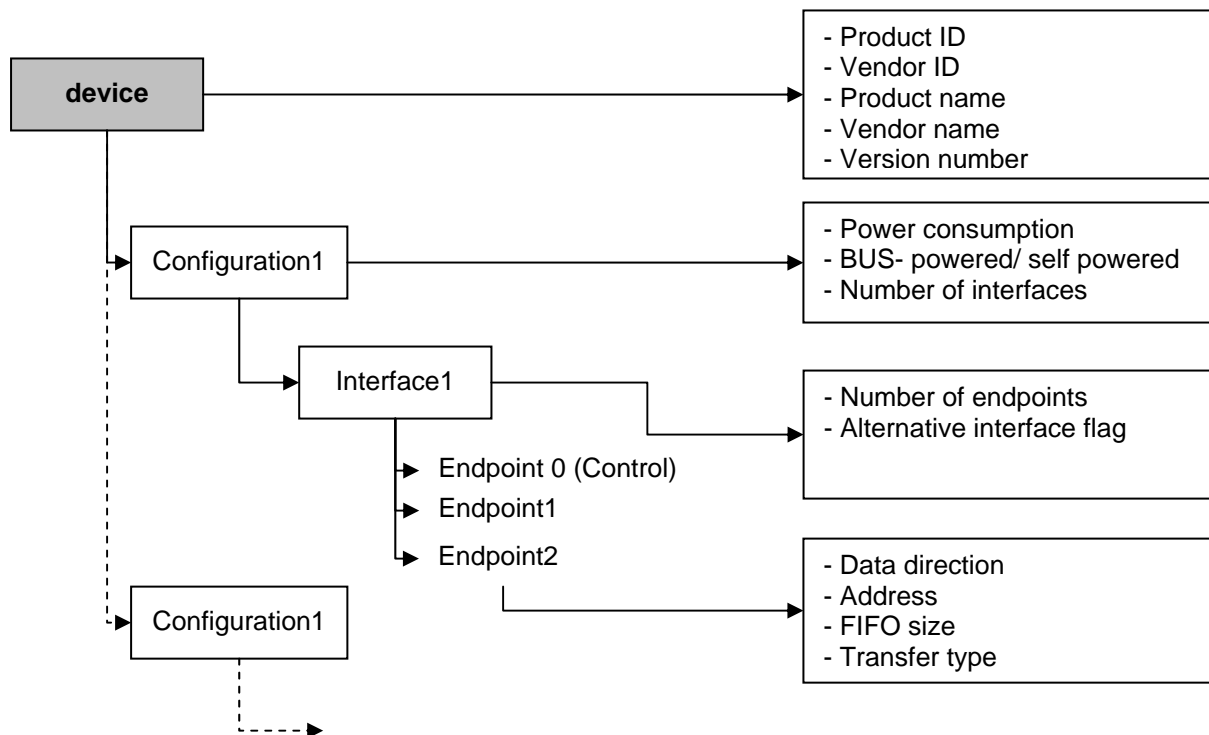 device
- Product ID
- Vendor ID
- Product name
- Vendor name
- Version number
Configuration1
- Power consumption
- BUS- powered/ self powered
- Number of interfaces
Interface1
- Number of endpoints
- Alternative interface flag
Endpoint 0 (Control)
Endpoint1
Endpoint2
- Data direction
- Address
- FIFO size
- Transfer type
Configuration1